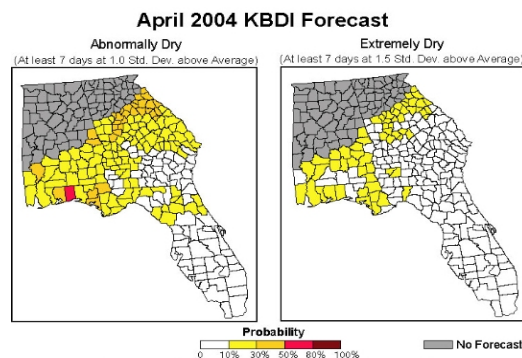 April 2004 KBDI Forecast
Abnormally Dry
(At least 7 days at 1.0 Std. Dev. above Average)
Extremely Dry
(At least 7 days at 1.5 Std. Dev. above Average)
Probability
0 10% 30% 50% 80% 100%
No Forecast